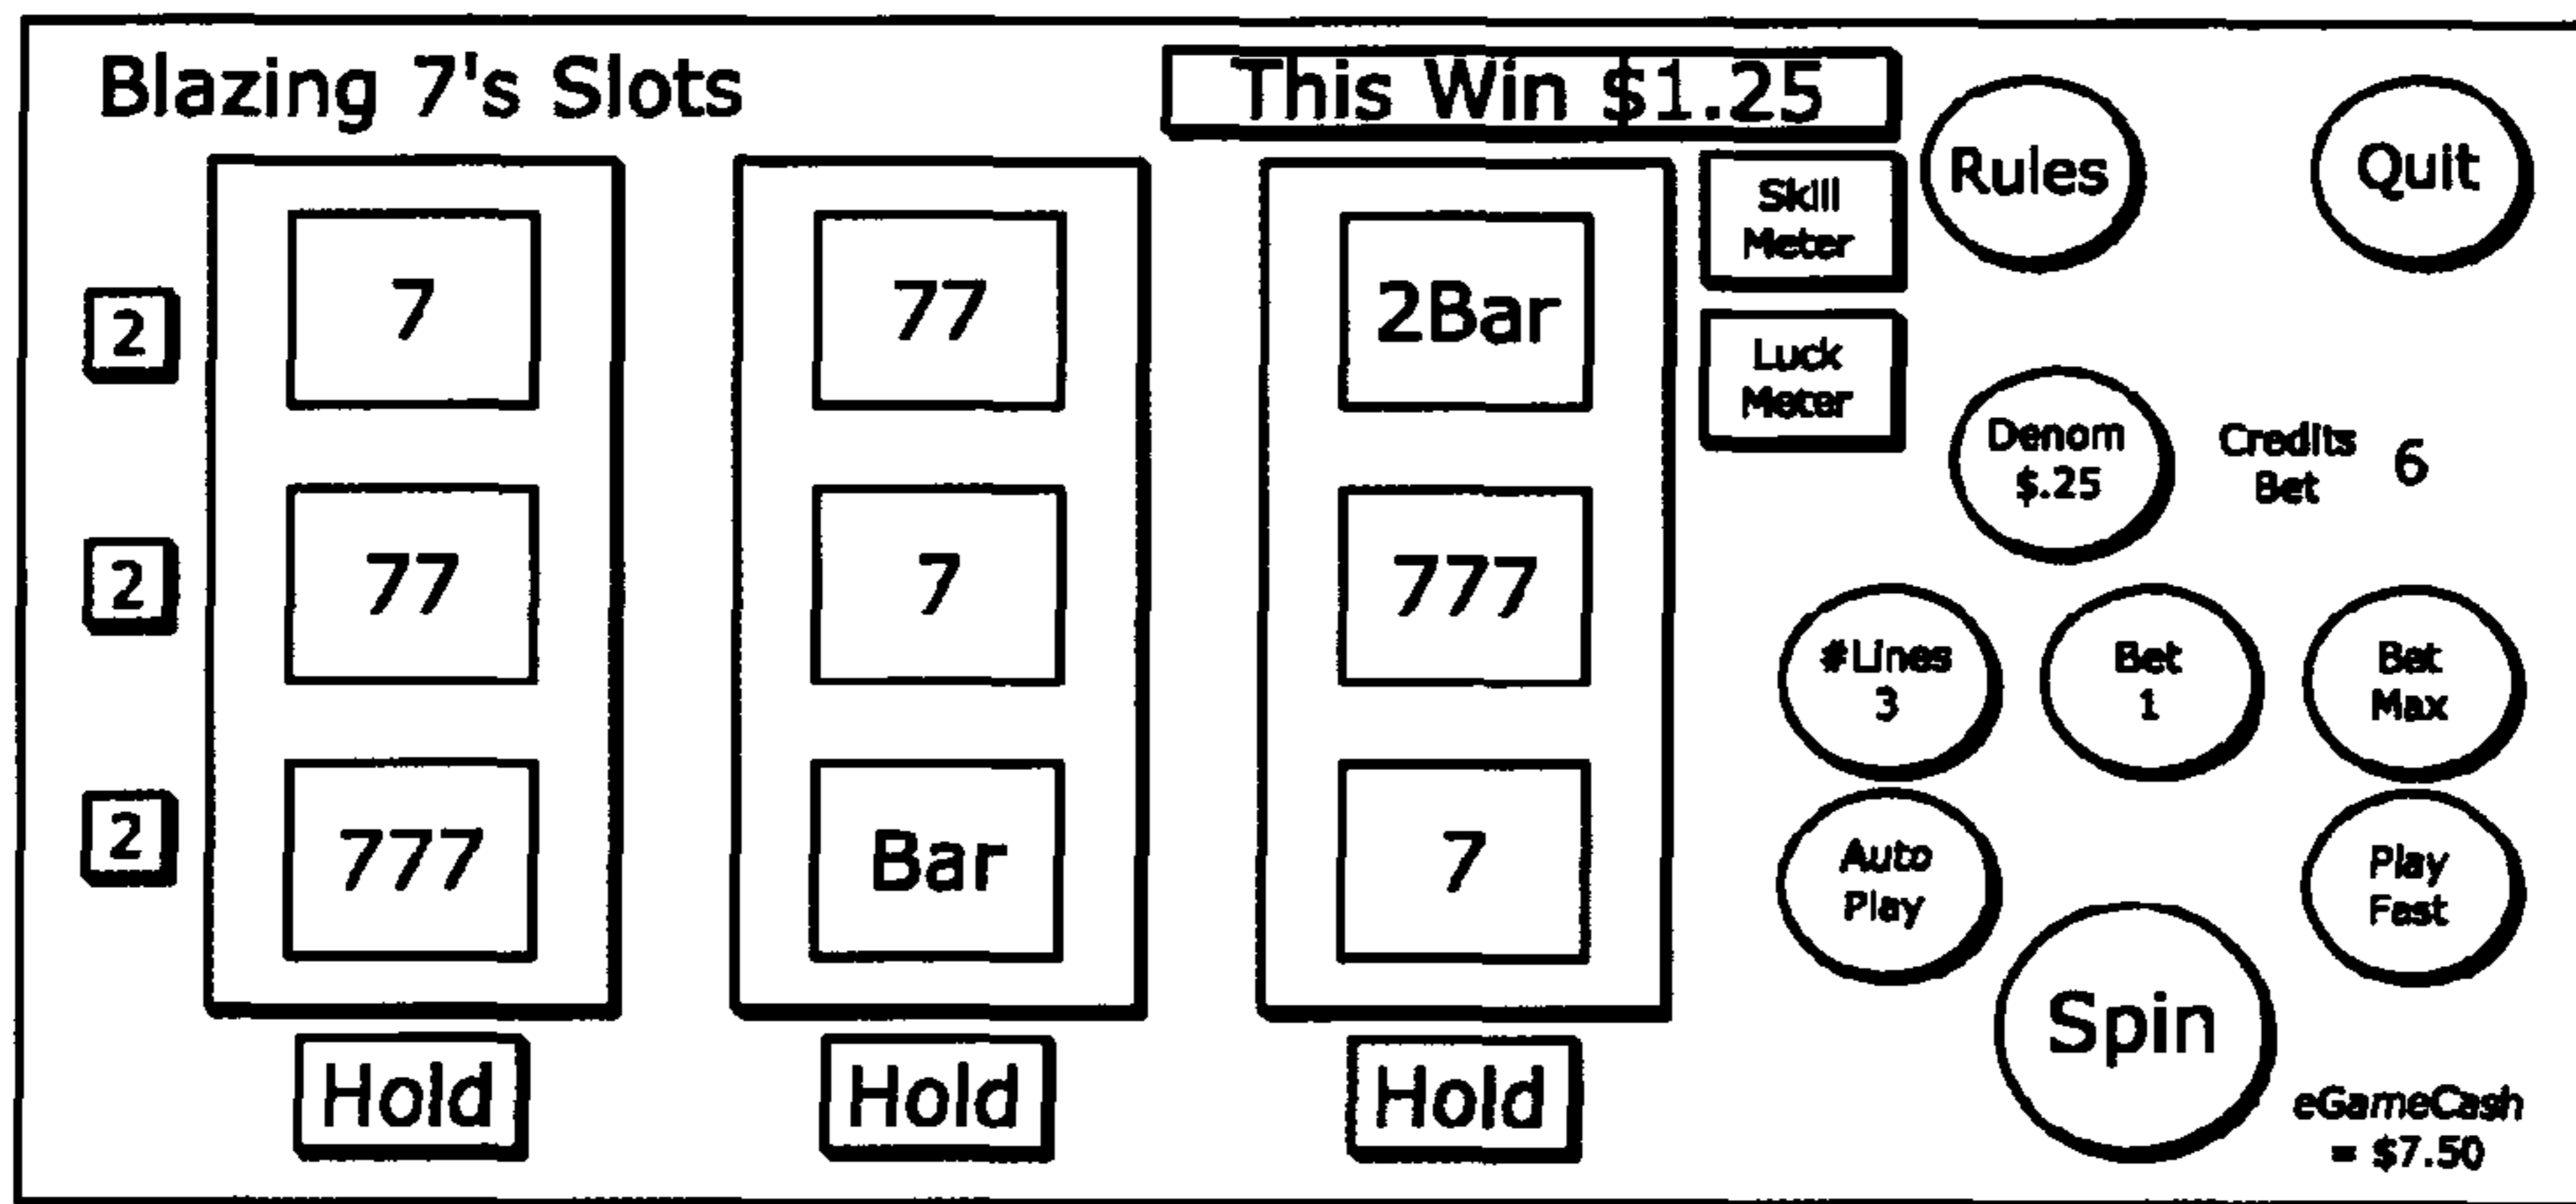 Blazing 7's Slots
This Win $1.25
Rules
Quit
Skill
Meter
Luck
Meter
2
7
77
2Bar
Denom
$.25
Credits
Bet
6
2
77
7
777
#Lines
3
Bet
1
Bet
Max
2
777
Bar
7
Auto
Play
Play
Fast
Spin
Hold
Hold
Hold
eGameCash
= $7.50